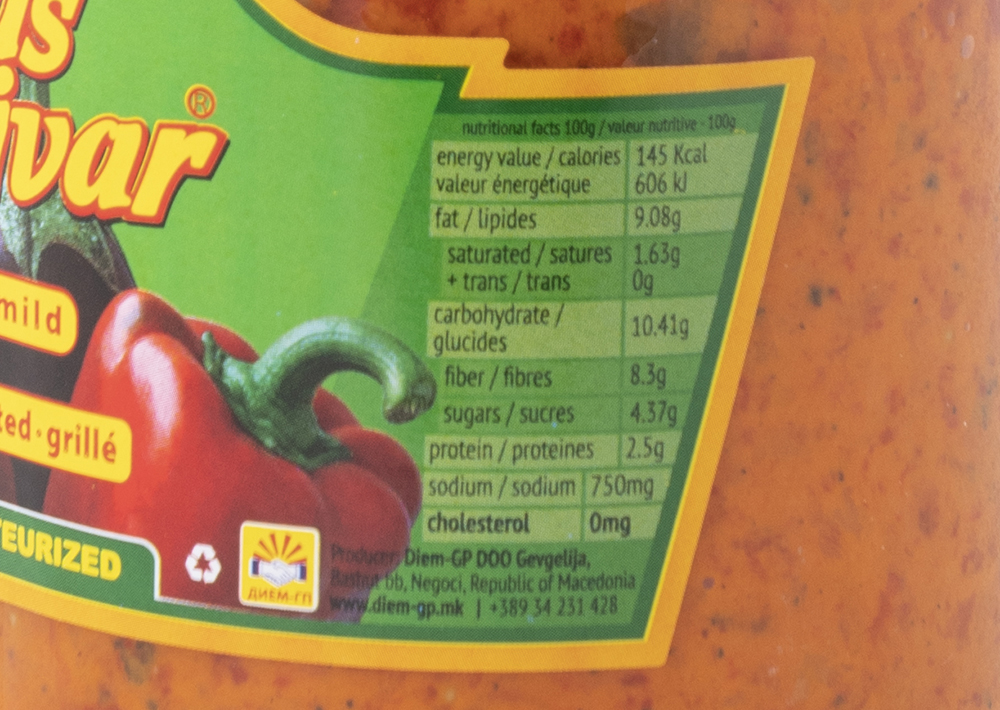 ivar®
mild
ed·grillé
EURIZED
ДИЕМ-ГП
nutritional facts 100g / valeur nutritive - 100g
energy value / calories 145 Kcal
valeur énergétique 606 kJ
fat / lipides 9.08g
saturated / satures 1.63g
+ trans / trans 0g
carbohydrate / glucides 10.41g
fiber / fibres 8.3g
sugars / sucres 4.37g
protein / proteines 2.5g
sodium / sodium 750mg
cholesterol 0mg
Producer: Diem-GP DOO Gevgelija,
bb, Negoci, Republic of Macedonia
www.diem-gp.mk | +389 34 231 428